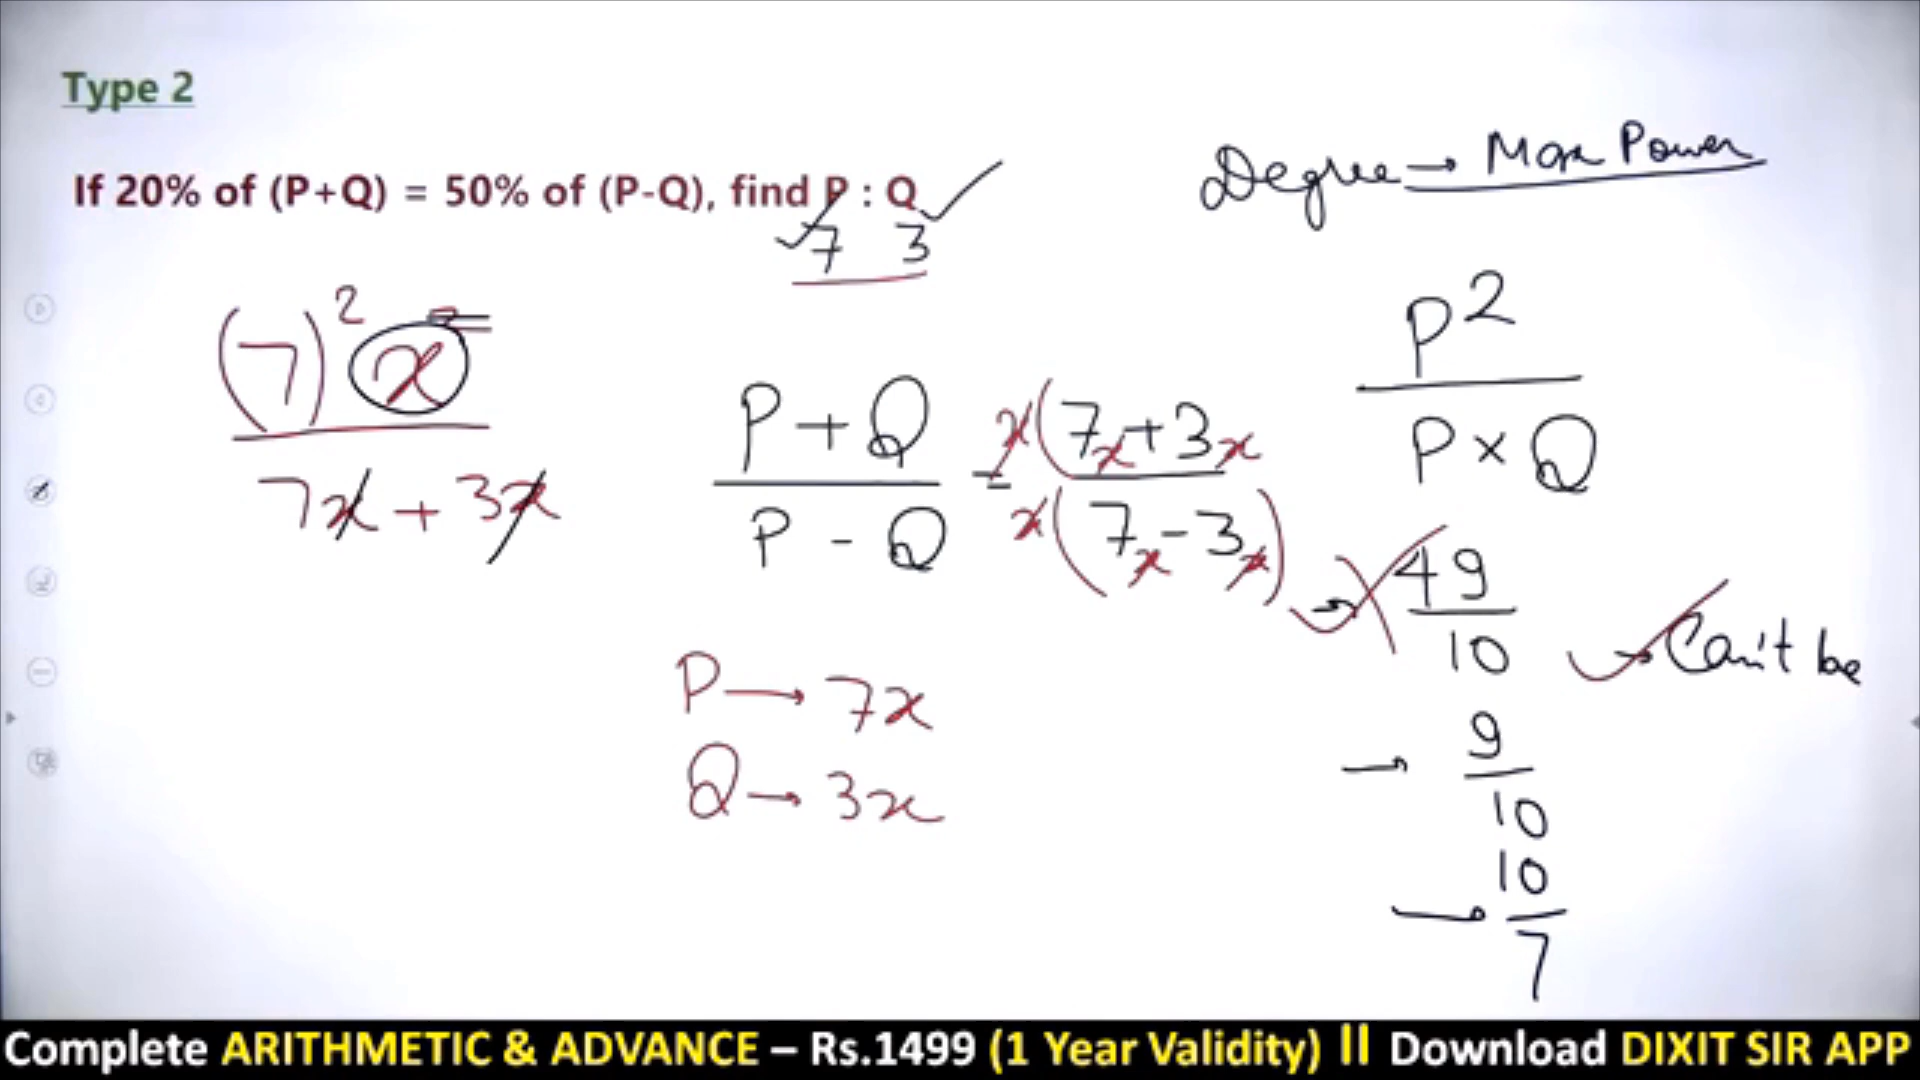 Type 2
Degree → Max Power
If 20% of (P+Q) = 50% of (P-Q), find P : Q
7 3
(7)² x
7x + 3x
P + Q
P - Q
=
x(7x+3x
x(7x-3x)
P²
P × Q
P → 7x
Q → 3x
49
10
→ Can't be
→ 9
10
→ 10
7
Complete ARITHMETIC & ADVANCE – Rs.1499 (1 Year Validity) II Download DIXIT SIR APP